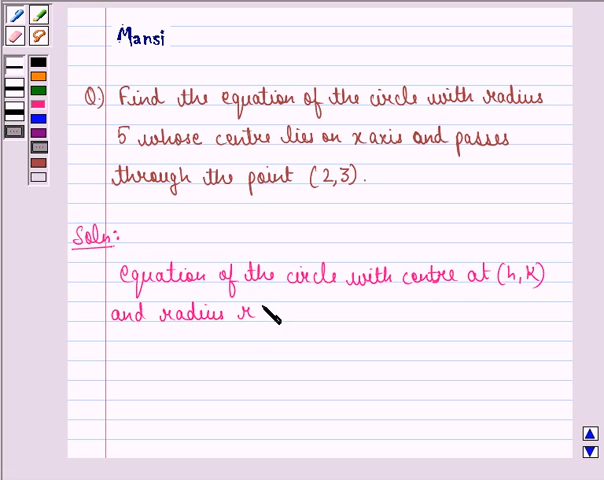 Mansi
Q) Find the equation of the circle with radius
5 whose centre lies on x axis and passes
through the point (2,3).
Soln:
Equation of the circle with centre at (h,k)
and radius r